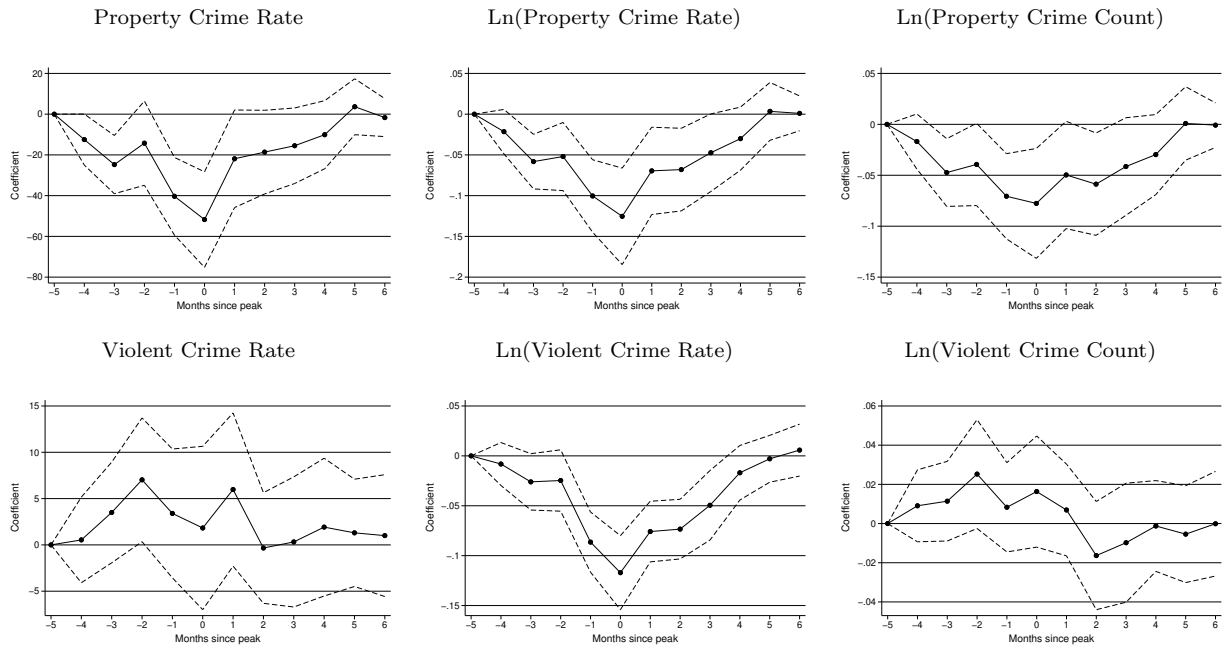 Property Crime Rate
20
0
−20
−40
−60
−80
Coefficient
−5 −4 −3 −2 −1 0 1 2 3 4 5 6
Months since peak
Ln(Property Crime Rate)
.05
0
−.05
−.1
−.15
−.2
Coefficient
−5 −4 −3 −2 −1 0 1 2 3 4 5 6
Months since peak
Ln(Property Crime Count)
.05
0
−.05
−.1
−.15
Coefficient
−5 −4 −3 −2 −1 0 1 2 3 4 5 6
Months since peak
Violent Crime Rate
15
10
5
0
−5
Coefficient
−5 −4 −3 −2 −1 0 1 2 3 4 5 6
Months since peak
Ln(Violent Crime Rate)
.05
0
−.05
−.1
−.15
Coefficient
−5 −4 −3 −2 −1 0 1 2 3 4 5 6
Months since peak
Ln(Violent Crime Count)
.06
.04
.02
0
−.02
−.04
Coefficient
−5 −4 −3 −2 −1 0 1 2 3 4 5 6
Months since peak